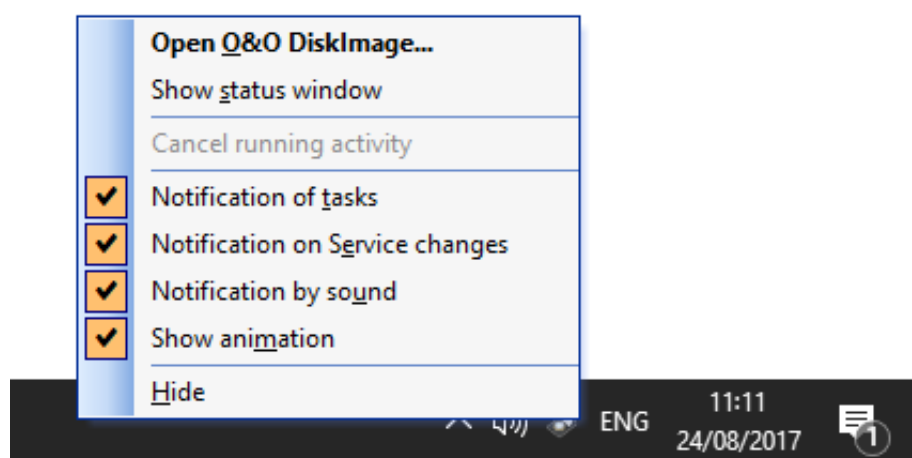 Open O&O DiskImage...
Show status window
Cancel running activity
Notification of tasks
Notification on Service changes
Notification by sound
Show animation
Hide
ENG
11:11
24/08/2017
1